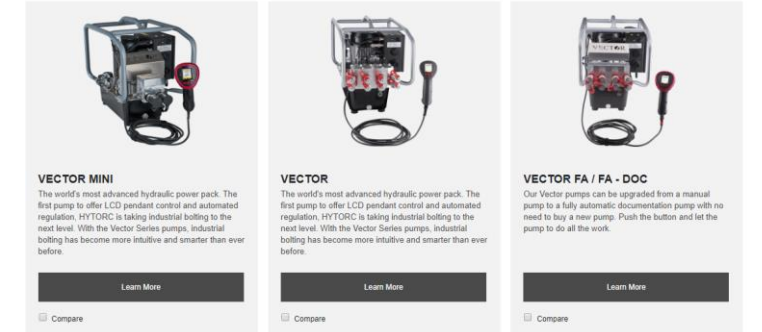 VECTOR
VECTOR MINI
The world's most advanced hydraulic power pack. The
first pump to offer LCD pendant control and automated
regulation, HYTORC is taking industrial bolting to the
next level. With the Vector Series pumps, industrial
bolting has become more intuitive and smarter than ever
before.
Learn More
Compare
VECTOR
The world's most advanced hydraulic power pack. The
first pump to offer LCD pendant control and automated
regulation, HYTORC is taking industrial bolting to the
next level. With the Vector Series pumps, industrial
bolting has become more intuitive and smarter than ever
before.
Learn More
Compare
VECTOR FA / FA - DOC
Our Vector pumps can be upgraded from a manual
pump to a fully automatic documentation pump with no
need to buy a new pump. Push the button and let the
pump to do all the work.
Learn More
Compare